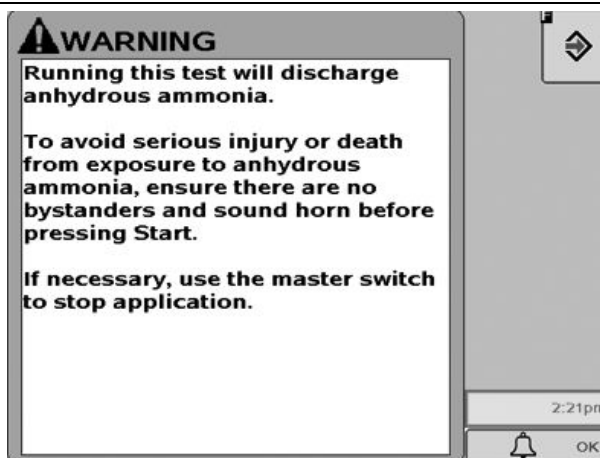 WARNING
Running this test will discharge
anhydrous ammonia.
To avoid serious injury or death
from exposure to anhydrous
ammonia, ensure there are no
bystanders and sound horn before
pressing Start.
If necessary, use the master switch
to stop application.
F
2:21pm
OK